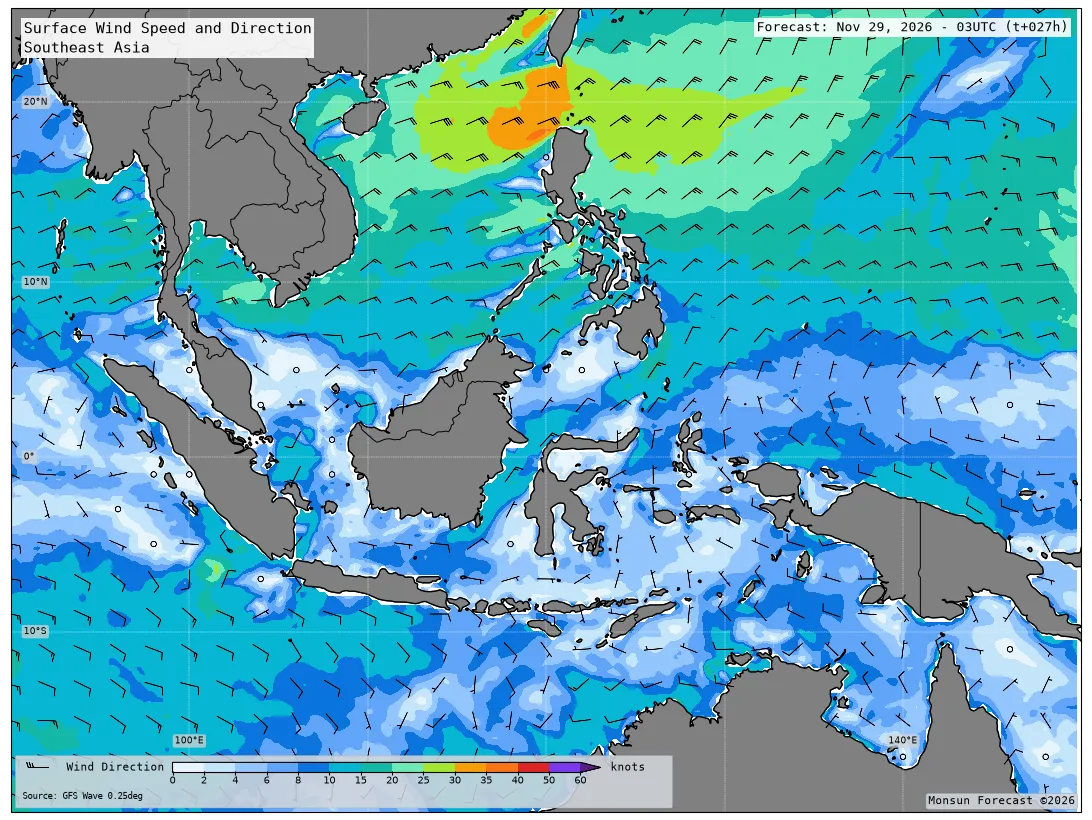 Surface Wind Speed and Direction
Southeast Asia
Forecast: Nov 29, 2026 - 03UTC (t+027h)
20°N
10°N
0°
10°S
100°E
140°E
Wind Direction
0 2 4 6 8 10 15 20 25 30 35 40 50 60
knots
Source: GFS Wave 0.25deg
Monsun Forecast ©2026